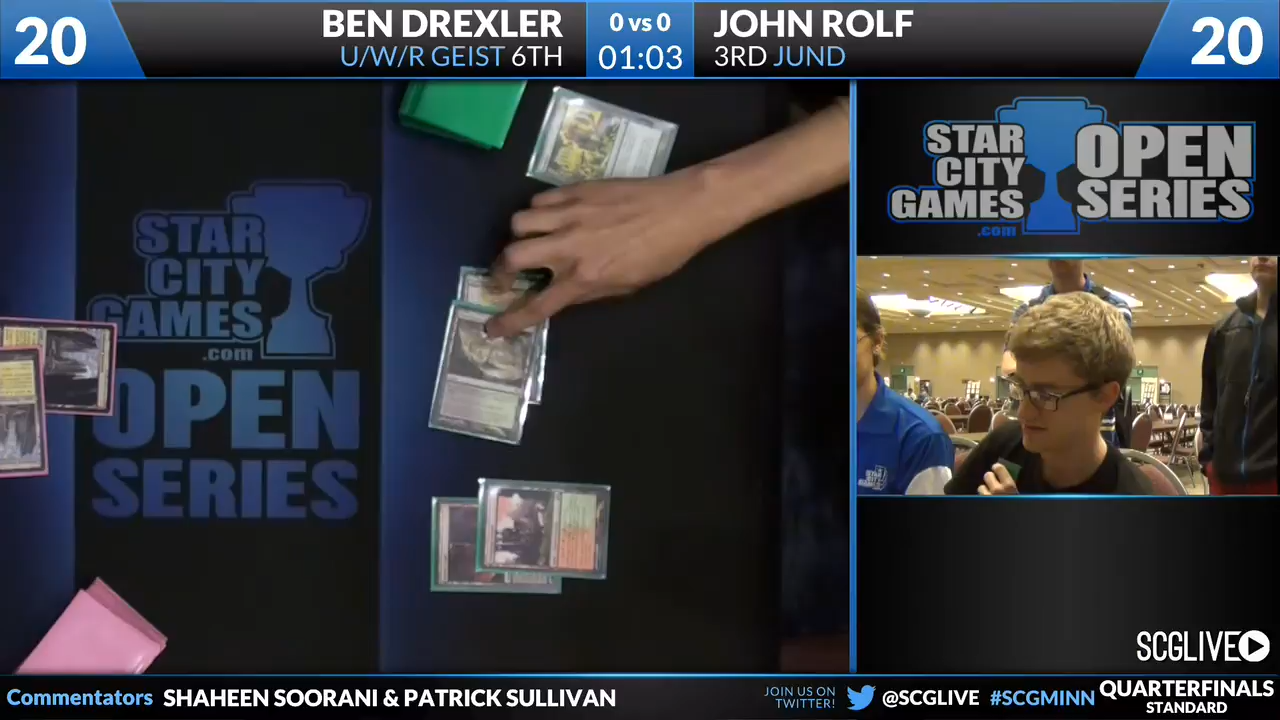 20
BEN DREXLER
U/W/R GEIST 6TH
0 vs 0
01:03
JOHN ROLF
3RD JUND
20
STAR
CITY
GAMES
.com
OPEN
SERIES
STAR
CITY
GAMES
.com
OPEN
SERIES
SCGLIVE
Commentators SHAHEEN SOORANI & PATRICK SULLIVAN
JOIN US ON
TWITTER!
@SCGLIVE #SCGMINN
QUARTERFINALS
STANDARD